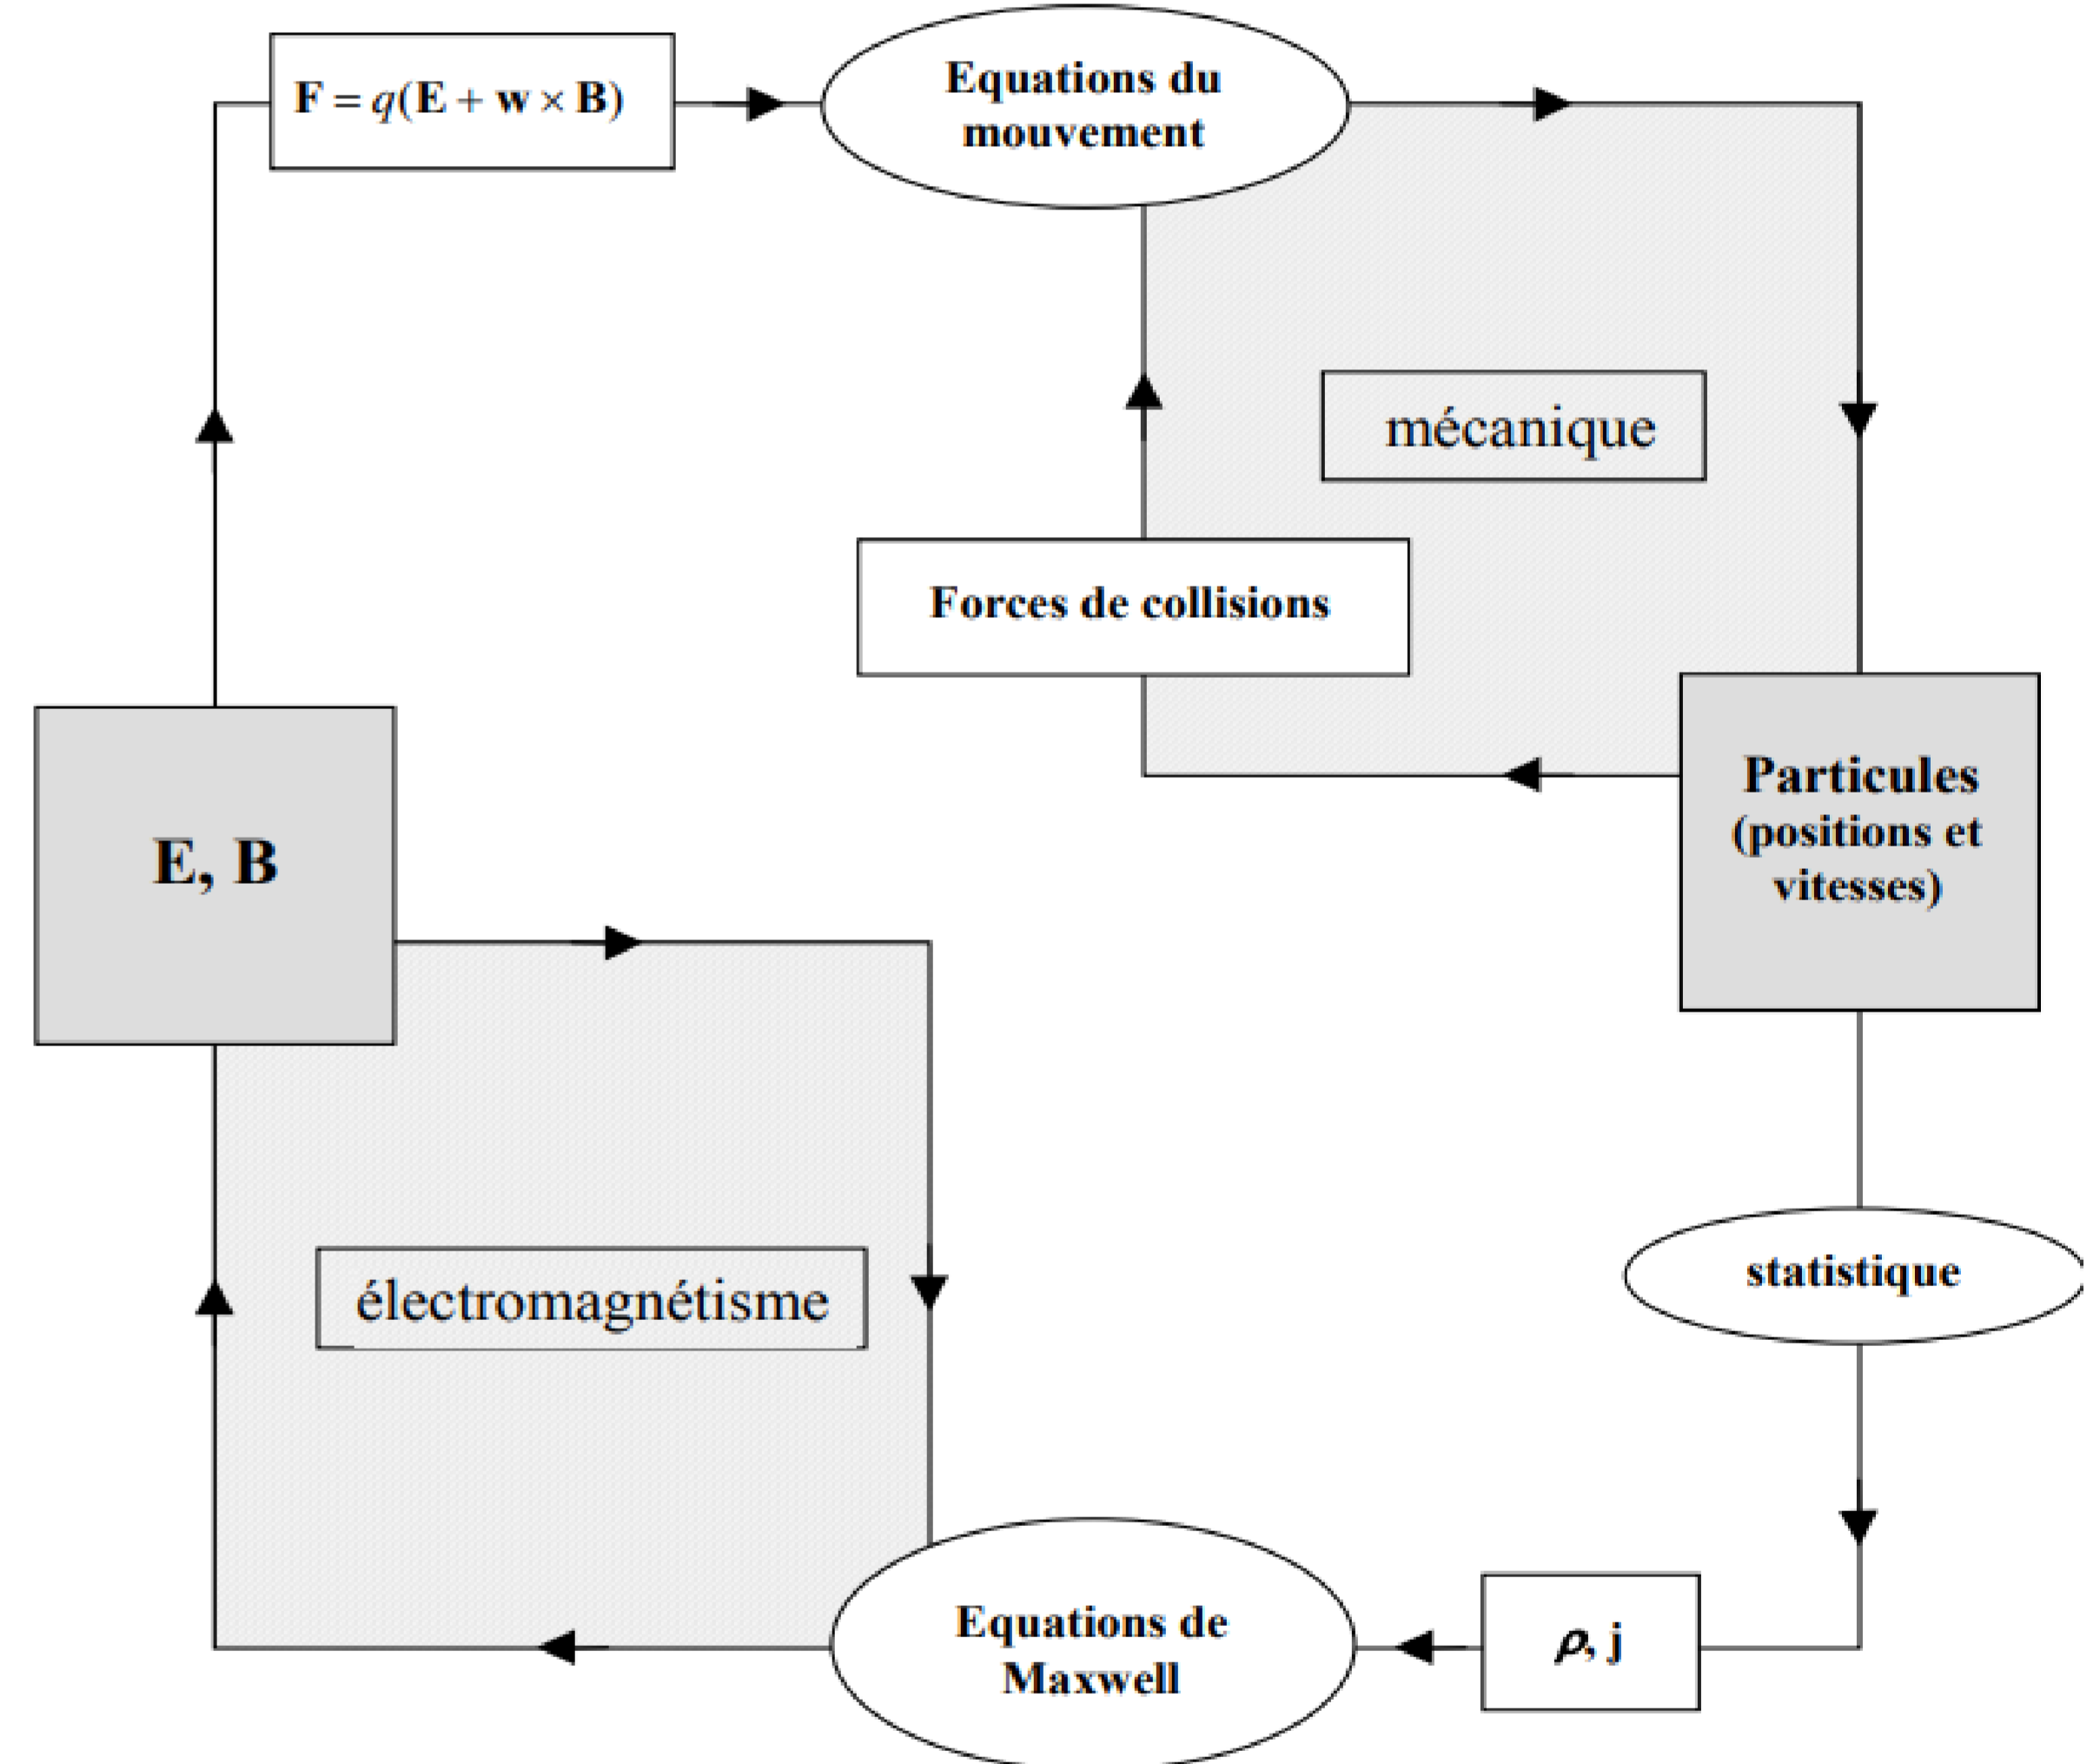 F = q(E + w × B)
Equations du
mouvement
mécanique
Forces de collisions
E, B
Particules
(positions et
vitesses)
électromagnétisme
statistique
Equations de
Maxwell
ρ, j